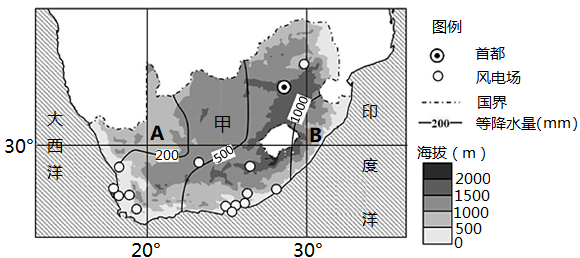 图例
首都
风电场
国界
200 等降水量(mm)
海拔(m)
2000
1500
1000
500
0
大西洋
印度洋
甲
A
B
200
500
1000
30°
20°
30°